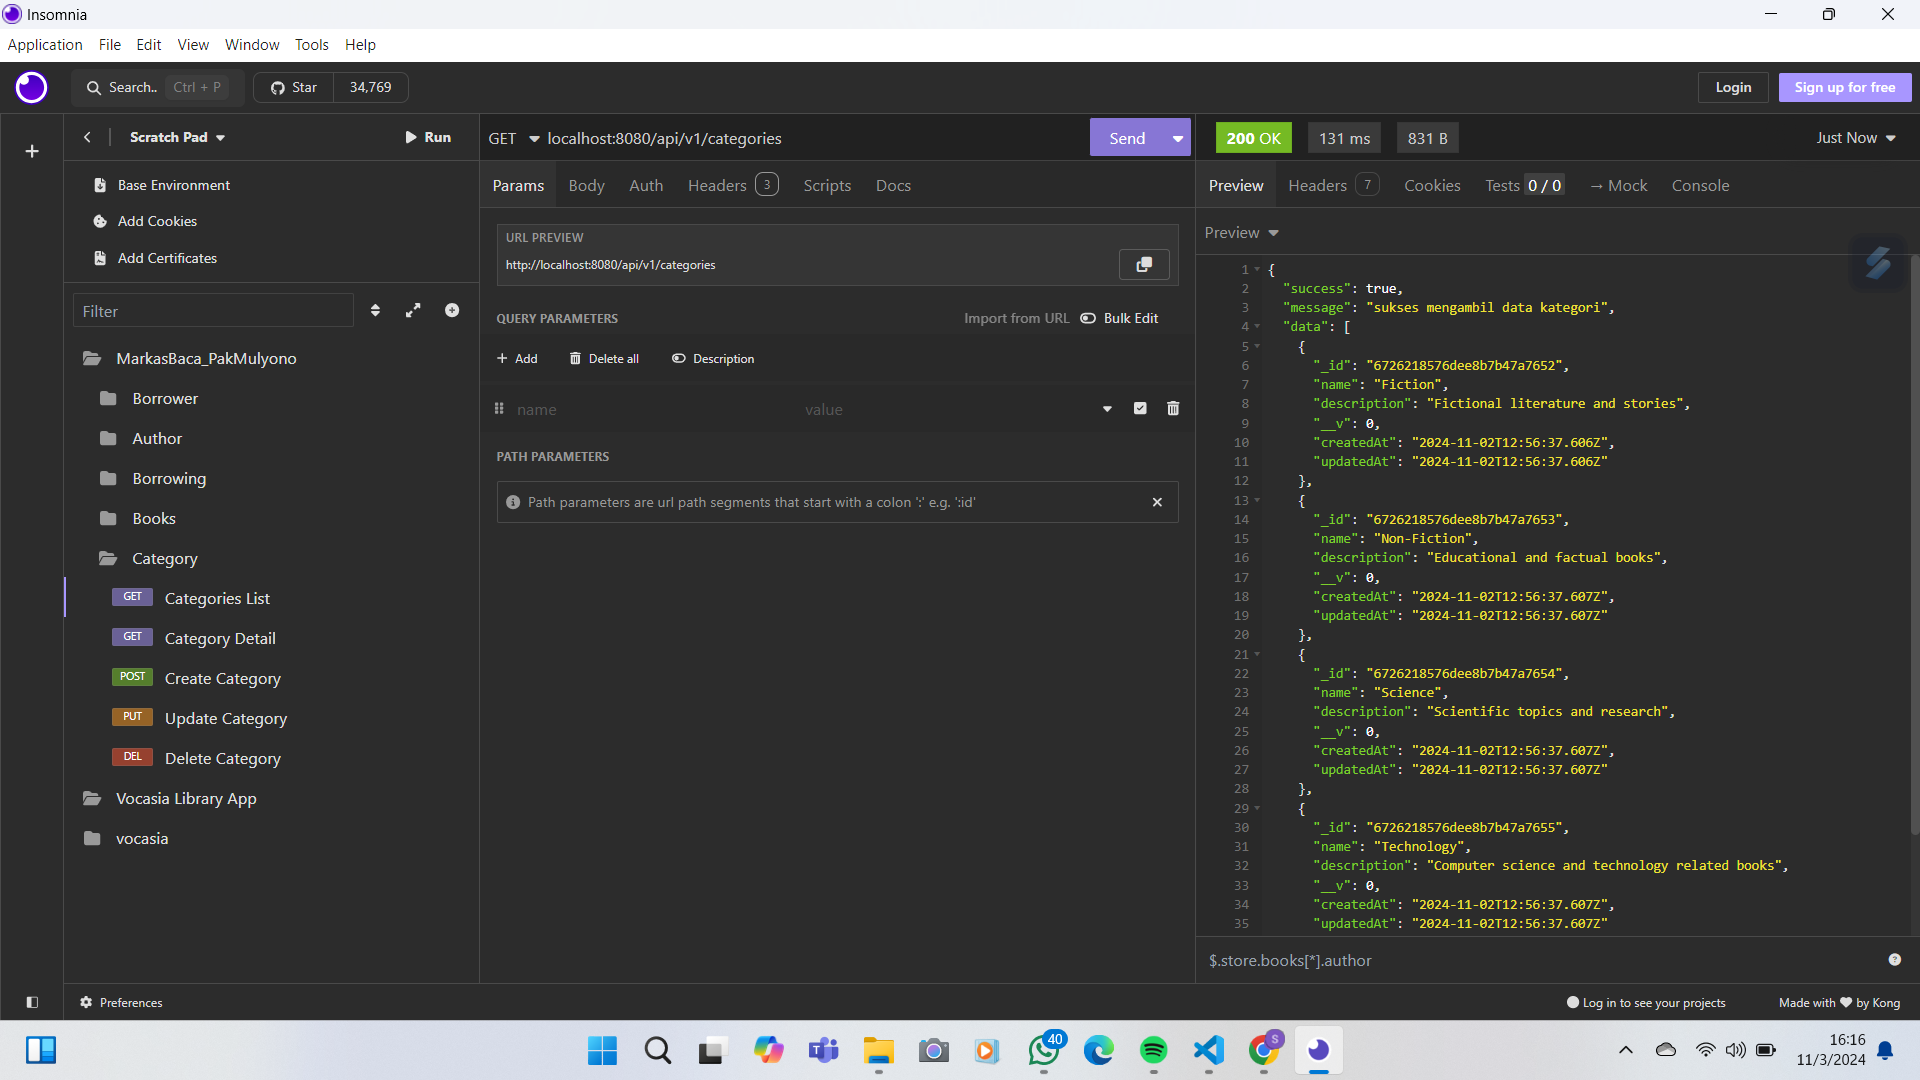 Insomnia
Application File Edit View Window Tools Help
Search.. Ctrl + P Star 34,769 Login Sign up for free
Scratch Pad Run
Base Environment
Add Cookies
Add Certificates
Filter
MarkasBaca_PakMulyono
Borrower
Author
Borrowing
Books
Category
GET Categories List
GET Category Detail
POST Create Category
PUT Update Category
DEL Delete Category
Vocasia Library App
vocasia
GET localhost:8080/api/v1/categories Send
Params Body Auth Headers 3 Scripts Docs
URL PREVIEW
http://localhost:8080/api/v1/categories
QUERY PARAMETERS Import from URL Bulk Edit
+ Add Delete all Description
name value
PATH PARAMETERS
Path parameters are url path segments that start with a colon ':' e.g. ':id'
200 OK 131 ms 831 B Just Now
Preview Headers 7 Cookies Tests 0 / 0 → Mock Console
Preview
1 {
2 "success": true,
3 "message": "sukses mengambil data kategori",
4 "data": [
5 {
6 "_id": "6726218576dee8b7b47a7652",
7 "name": "Fiction",
8 "description": "Fictional literature and stories",
9 "__v": 0,
10 "createdAt": "2024-11-02T12:56:37.606Z",
11 "updatedAt": "2024-11-02T12:56:37.606Z"
12 },
13 {
14 "_id": "6726218576dee8b7b47a7653",
15 "name": "Non-Fiction",
16 "description": "Educational and factual books",
17 "__v": 0,
18 "createdAt": "2024-11-02T12:56:37.607Z",
19 "updatedAt": "2024-11-02T12:56:37.607Z"
20 },
21 {
22 "_id": "6726218576dee8b7b47a7654",
23 "name": "Science",
24 "description": "Scientific topics and research",
25 "__v": 0,
26 "createdAt": "2024-11-02T12:56:37.607Z",
27 "updatedAt": "2024-11-02T12:56:37.607Z"
28 },
29 {
30 "_id": "6726218576dee8b7b47a7655",
31 "name": "Technology",
32 "description": "Computer science and technology related books",
33 "__v": 0,
34 "createdAt": "2024-11-02T12:56:37.607Z",
35 "updatedAt": "2024-11-02T12:56:37.607Z"
$.store.books[*].author
Preferences Log in to see your projects Made with ♥ by Kong
40
S
16:16
11/3/2024